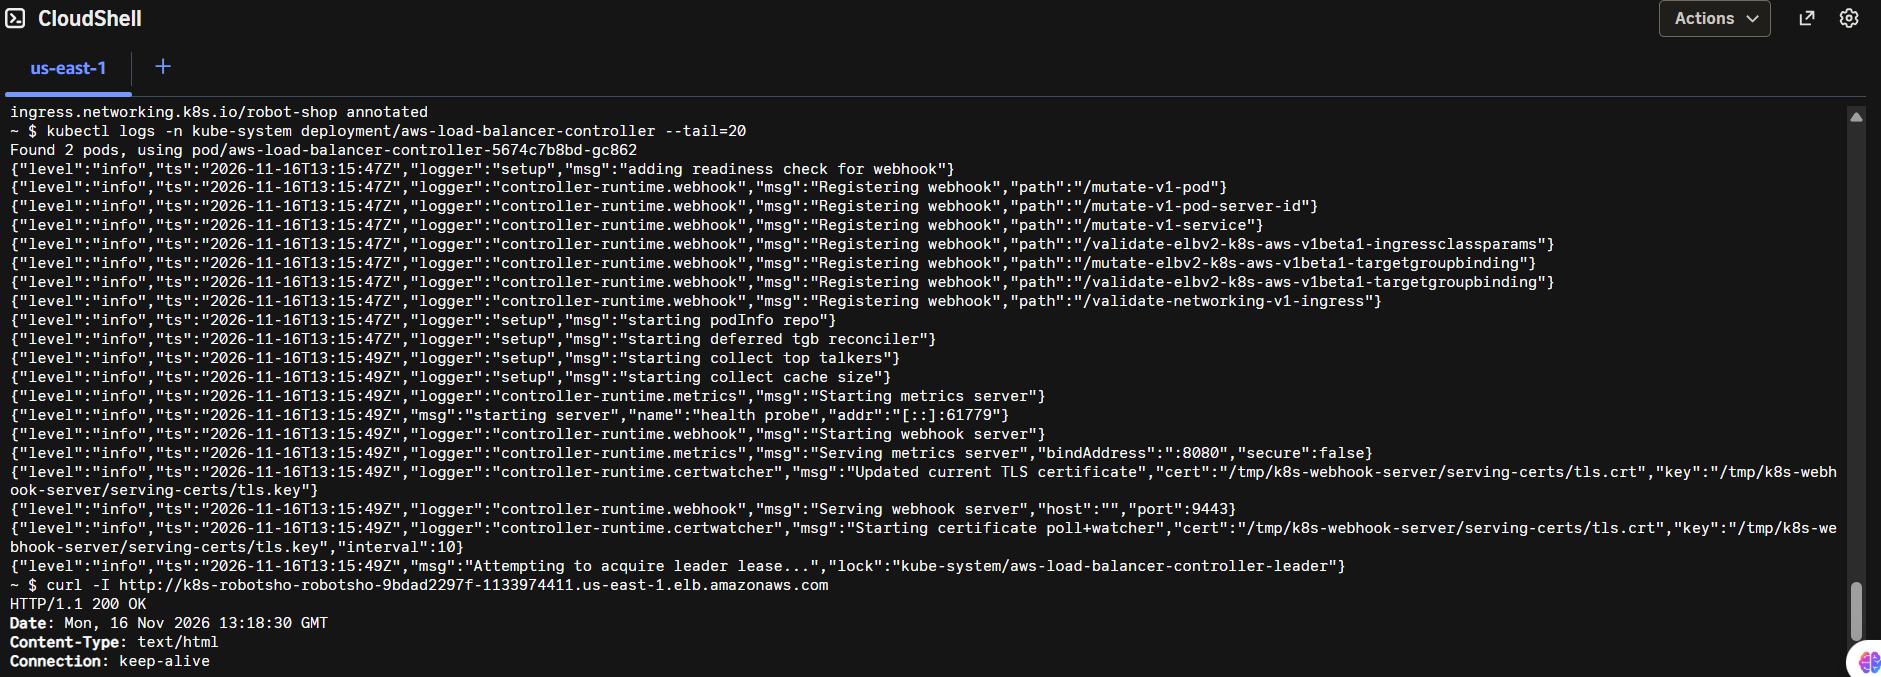 CloudShell
Actions
us-east-1
+
ingress.networking.k8s.io/robot-shop annotated
~ $ kubectl logs -n kube-system deployment/aws-load-balancer-controller --tail=20
Found 2 pods, using pod/aws-load-balancer-controller-5674c7b8bd-gc862
{"level":"info","ts":"2026-11-16T13:15:47Z","logger":"setup","msg":"adding readiness check for webhook"}
{"level":"info","ts":"2026-11-16T13:15:47Z","logger":"controller-runtime.webhook","msg":"Registering webhook","path":"/mutate-v1-pod"}
{"level":"info","ts":"2026-11-16T13:15:47Z","logger":"controller-runtime.webhook","msg":"Registering webhook","path":"/mutate-v1-pod-server-id"}
{"level":"info","ts":"2026-11-16T13:15:47Z","logger":"controller-runtime.webhook","msg":"Registering webhook","path":"/mutate-v1-service"}
{"level":"info","ts":"2026-11-16T13:15:47Z","logger":"controller-runtime.webhook","msg":"Registering webhook","path":"/validate-elbv2-k8s-aws-v1beta1-ingressclassparams"}
{"level":"info","ts":"2026-11-16T13:15:47Z","logger":"controller-runtime.webhook","msg":"Registering webhook","path":"/mutate-elbv2-k8s-aws-v1beta1-targetgroupbinding"}
{"level":"info","ts":"2026-11-16T13:15:47Z","logger":"controller-runtime.webhook","msg":"Registering webhook","path":"/validate-elbv2-k8s-aws-v1beta1-targetgroupbinding"}
{"level":"info","ts":"2026-11-16T13:15:47Z","logger":"controller-runtime.webhook","msg":"Registering webhook","path":"/validate-networking-v1-ingress"}
{"level":"info","ts":"2026-11-16T13:15:47Z","logger":"setup","msg":"starting podInfo repo"}
{"level":"info","ts":"2026-11-16T13:15:47Z","logger":"setup","msg":"starting deferred tgb reconciler"}
{"level":"info","ts":"2026-11-16T13:15:49Z","logger":"setup","msg":"starting collect top talkers"}
{"level":"info","ts":"2026-11-16T13:15:49Z","logger":"setup","msg":"starting collect cache size"}
{"level":"info","ts":"2026-11-16T13:15:49Z","logger":"controller-runtime.metrics","msg":"Starting metrics server"}
{"level":"info","ts":"2026-11-16T13:15:49Z","msg":"starting server","name":"health probe","addr":"[::]:61779"}
{"level":"info","ts":"2026-11-16T13:15:49Z","logger":"controller-runtime.webhook","msg":"Starting webhook server"}
{"level":"info","ts":"2026-11-16T13:15:49Z","logger":"controller-runtime.metrics","msg":"Serving metrics server","bindAddress":":8080","secure":false}
{"level":"info","ts":"2026-11-16T13:15:49Z","logger":"controller-runtime.certwatcher","msg":"Updated current TLS certificate","cert":"/tmp/k8s-webhook-server/serving-certs/tls.crt","key":"/tmp/k8s-webh
ook-server/serving-certs/tls.key"}
{"level":"info","ts":"2026-11-16T13:15:49Z","logger":"controller-runtime.webhook","msg":"Serving webhook server","host":"","port":9443}
{"level":"info","ts":"2026-11-16T13:15:49Z","logger":"controller-runtime.certwatcher","msg":"Starting certificate poll+watcher","cert":"/tmp/k8s-webhook-server/serving-certs/tls.crt","key":"/tmp/k8s-we
bhook-server/serving-certs/tls.key","interval":10}
{"level":"info","ts":"2026-11-16T13:15:49Z","msg":"Attempting to acquire leader lease...","lock":"kube-system/aws-load-balancer-controller-leader"}
~ $ curl -I http://k8s-robotsho-robotsho-9bdad2297f-1133974411.us-east-1.elb.amazonaws.com
HTTP/1.1 200 OK
Date: Mon, 16 Nov 2026 13:18:30 GMT
Content-Type: text/html
Connection: keep-alive